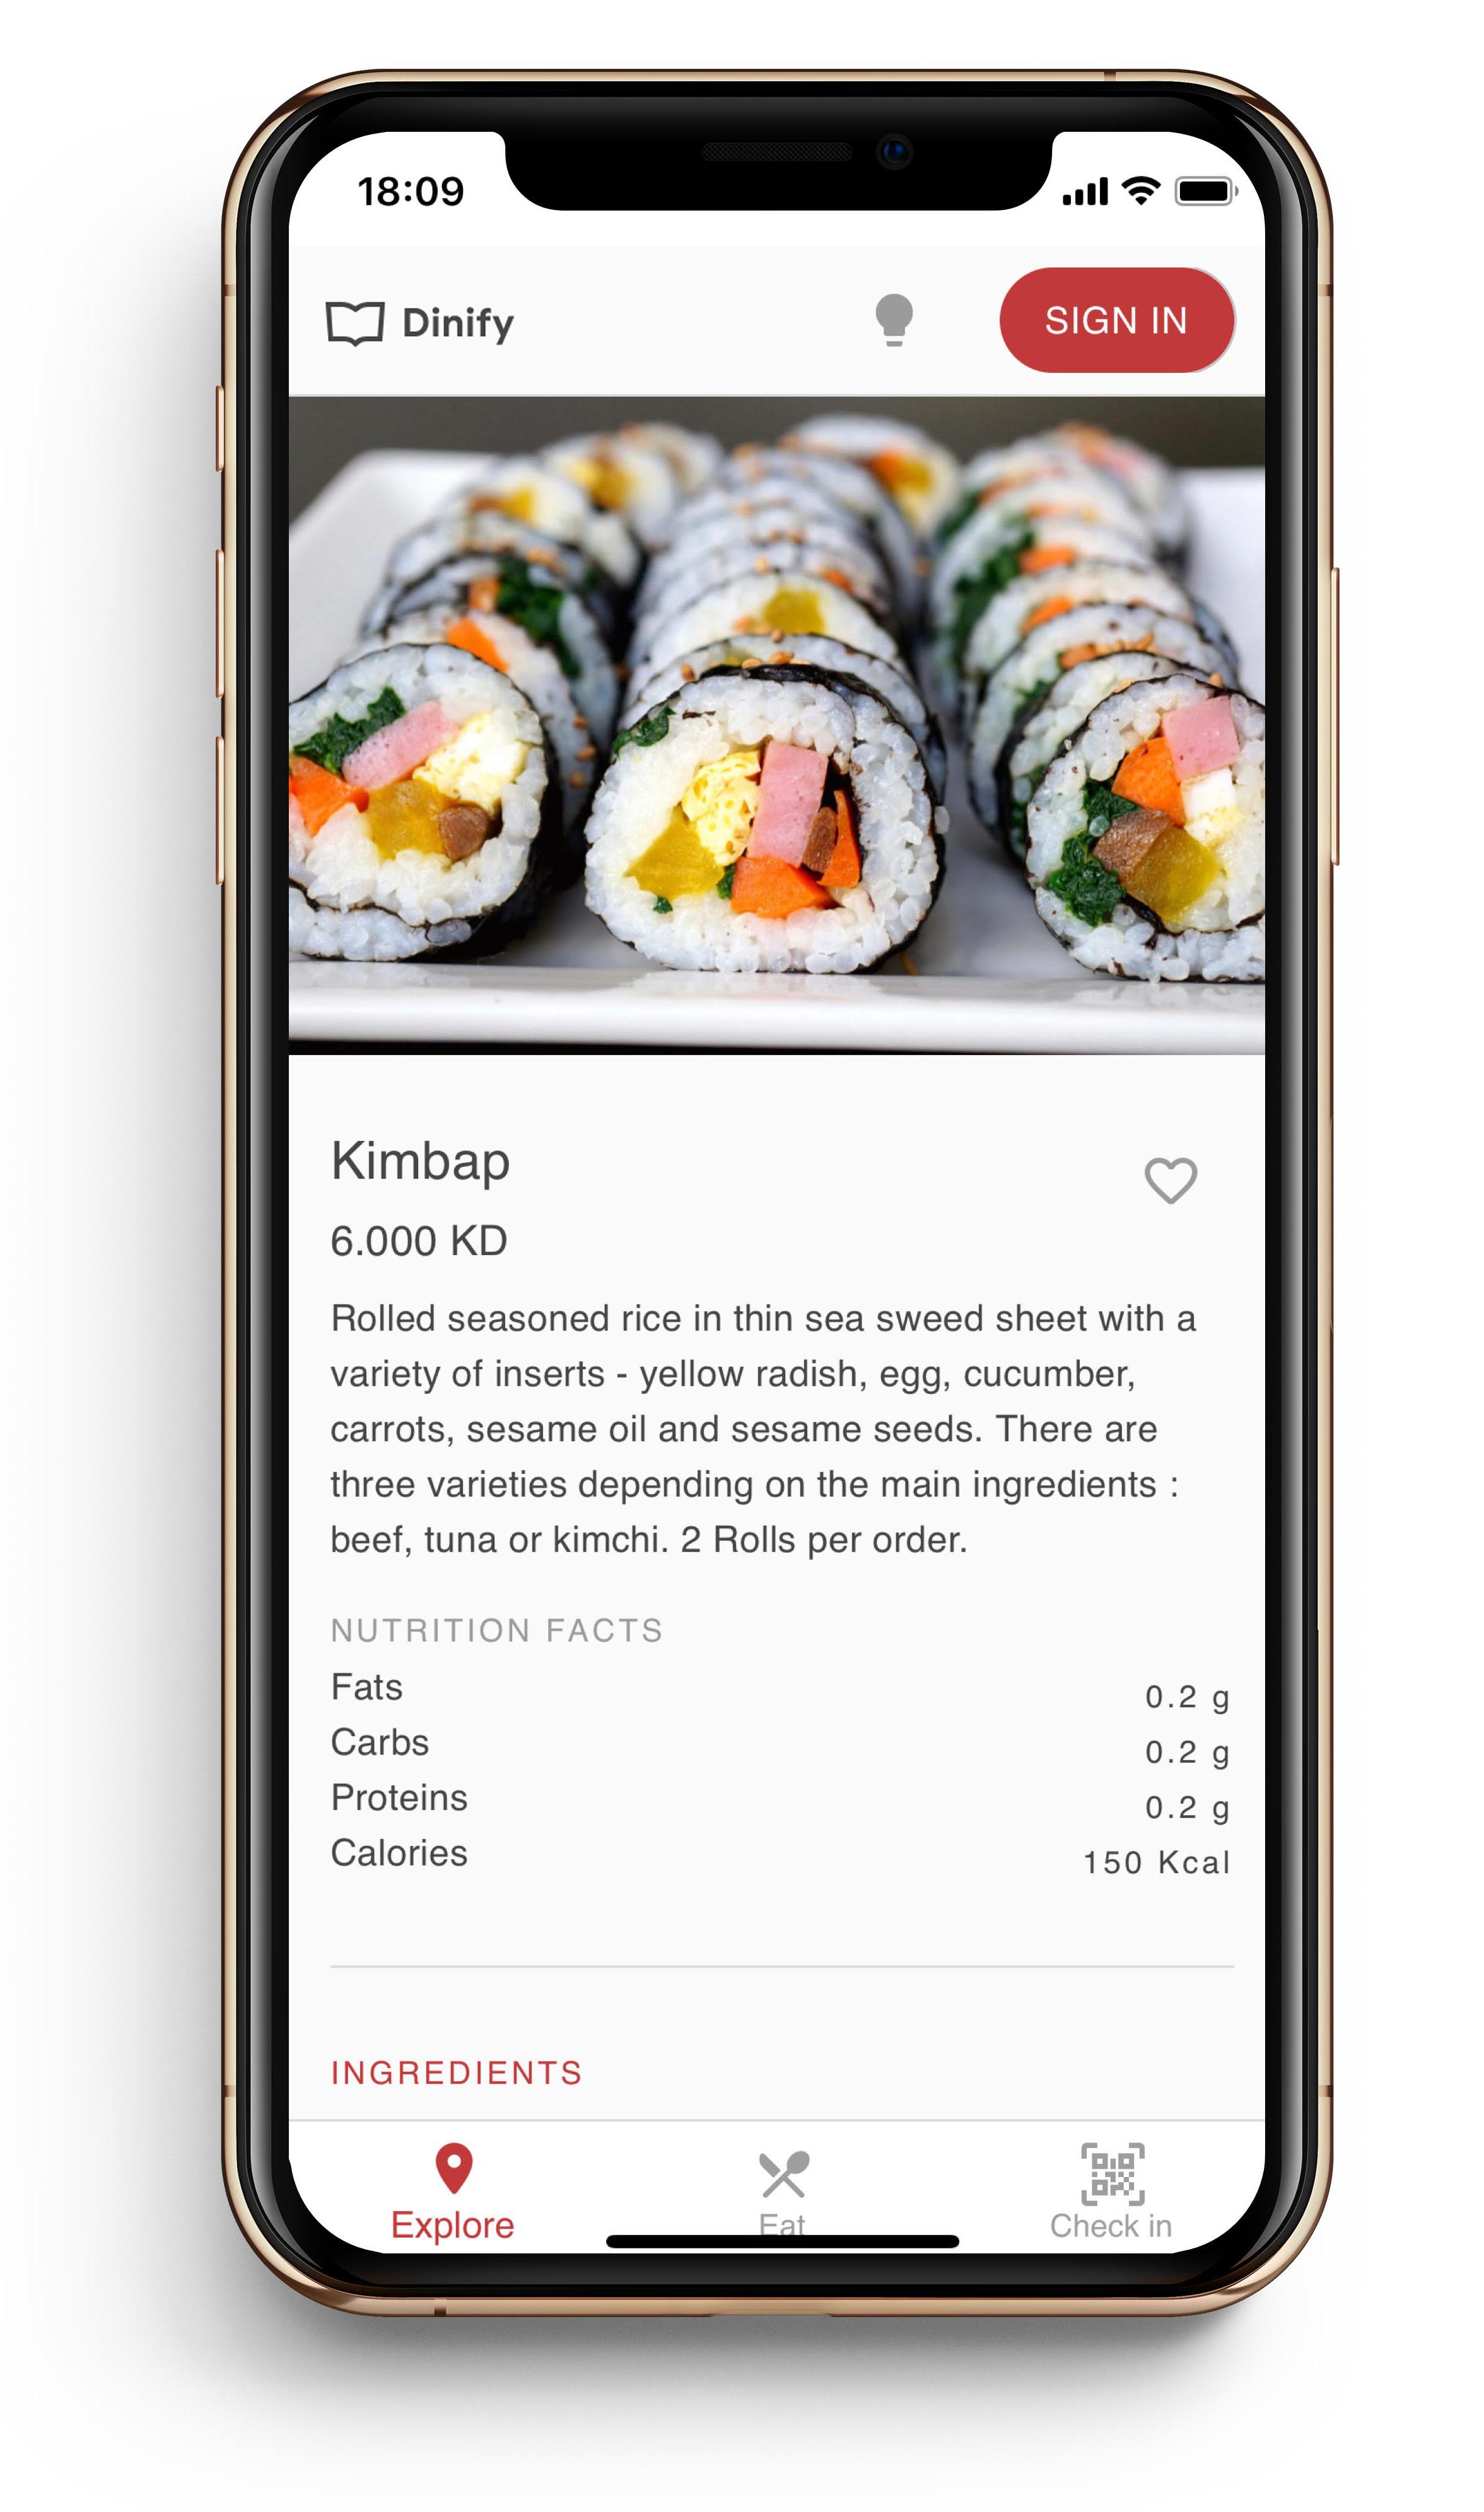 18:09
Dinify
SIGN IN
Kimbap
6.000 KD
Rolled seasoned rice in thin sea sweed sheet with a
variety of inserts - yellow radish, egg, cucumber,
carrots, sesame oil and sesame seeds. There are
three varieties depending on the main ingredients :
beef, tuna or kimchi. 2 Rolls per order.
NUTRITION FACTS
Fats 0.2 g
Carbs 0.2 g
Proteins 0.2 g
Calories 150 Kcal
INGREDIENTS
Explore Eat Check in